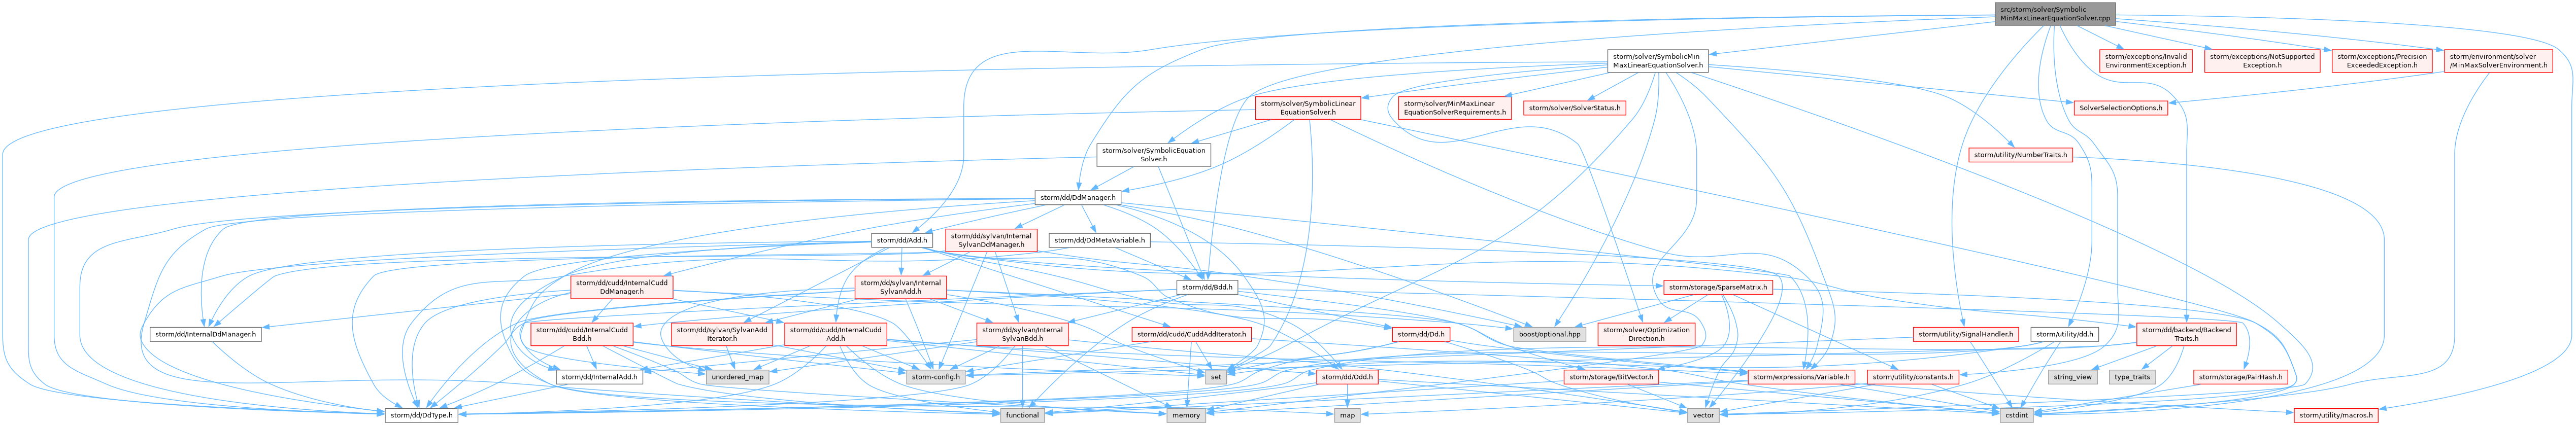 src/storm/solver/Symbolic
MinMaxLinearEquationSolver.cpp
storm/solver/SymbolicMin
MaxLinearEquationSolver.h
storm/exceptions/Invalid
EnvironmentException.h
storm/exceptions/NotSupported
Exception.h
storm/exceptions/Precision
ExceededException.h
storm/environment/solver
/MinMaxSolverEnvironment.h
storm/solver/SymbolicLinear
EquationSolver.h
storm/solver/MinMaxLinear
EquationSolverRequirements.h
storm/solver/SolverStatus.h
SolverSelectionOptions.h
storm/solver/SymbolicEquation
Solver.h
storm/utility/NumberTraits.h
storm/dd/DdManager.h
storm/dd/Add.h
storm/dd/sylvan/Internal
SylvanDdManager.h
storm/dd/DdMetaVariable.h
storm/dd/cudd/InternalCudd
DdManager.h
storm/dd/sylvan/Internal
SylvanAdd.h
storm/dd/Bdd.h
storm/storage/SparseMatrix.h
storm/dd/InternalDdManager.h
storm/dd/cudd/InternalCudd
Bdd.h
storm/dd/sylvan/SylvanAdd
Iterator.h
storm/dd/cudd/InternalCudd
Add.h
storm/dd/sylvan/Internal
SylvanBdd.h
storm/dd/cudd/CuddAddIterator.h
storm/dd/Dd.h
boost/optional.hpp
storm/solver/Optimization
Direction.h
storm/utility/SignalHandler.h
storm/utility/dd.h
storm/dd/backend/Backend
Traits.h
storm/dd/InternalAdd.h
unordered_map
storm-config.h
set
storm/dd/Odd.h
storm/storage/BitVector.h
storm/expressions/Variable.h
storm/utility/constants.h
string_view
type_traits
storm/storage/PairHash.h
storm/dd/DdType.h
functional
memory
map
vector
cstdint
storm/utility/macros.h